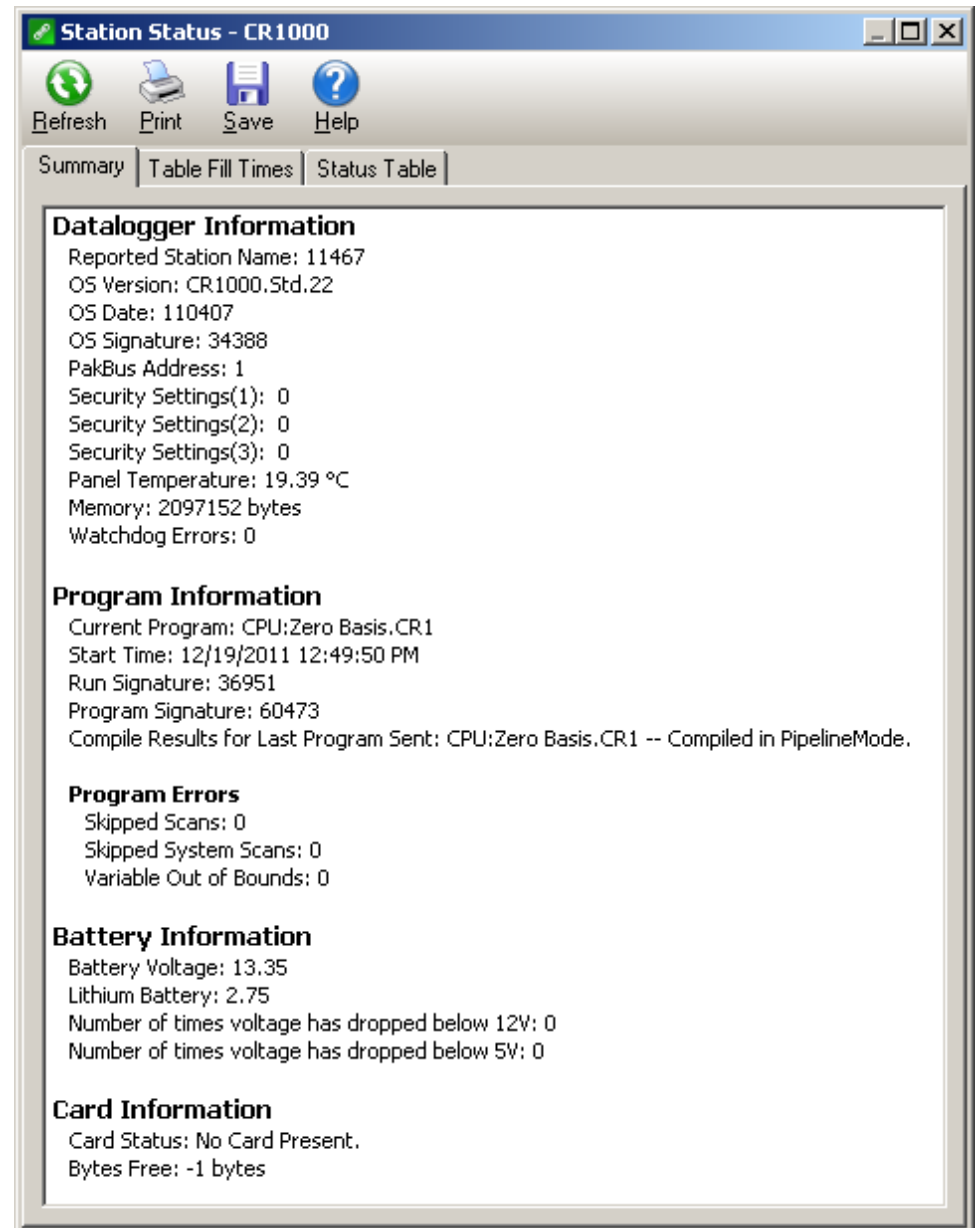 Station Status - CR1000
Refresh Print Save Help
Summary Table Fill Times Status Table
Datalogger Information
Reported Station Name: 11467
OS Version: CR1000.Std.22
OS Date: 110407
OS Signature: 34388
PakBus Address: 1
Security Settings(1): 0
Security Settings(2): 0
Security Settings(3): 0
Panel Temperature: 19.39 °C
Memory: 2097152 bytes
Watchdog Errors: 0
Program Information
Current Program: CPU:Zero Basis.CR1
Start Time: 12/19/2011 12:49:50 PM
Run Signature: 36951
Program Signature: 60473
Compile Results for Last Program Sent: CPU:Zero Basis.CR1 -- Compiled in PipelineMode.
Program Errors
Skipped Scans: 0
Skipped System Scans: 0
Variable Out of Bounds: 0
Battery Information
Battery Voltage: 13.35
Lithium Battery: 2.75
Number of times voltage has dropped below 12V: 0
Number of times voltage has dropped below 5V: 0
Card Information
Card Status: No Card Present.
Bytes Free: -1 bytes